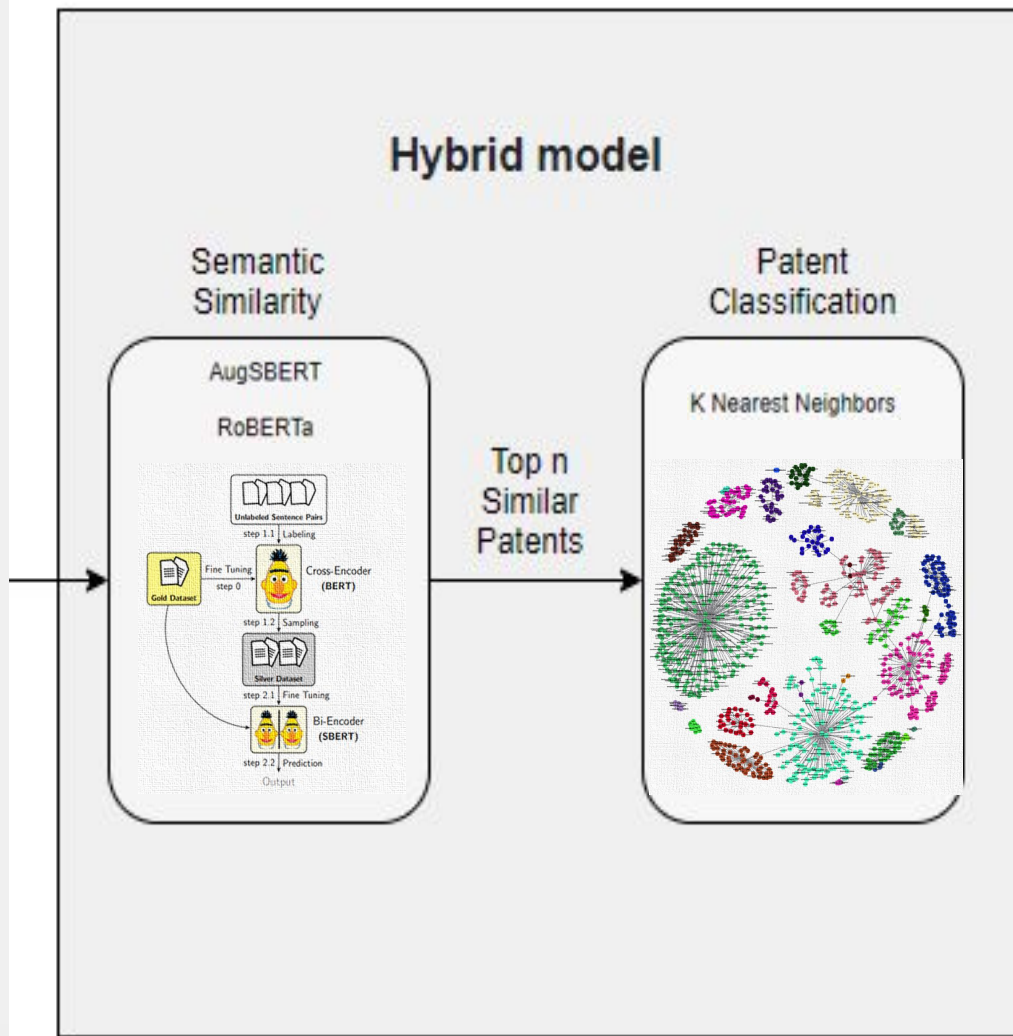 Hybrid model
Semantic
Similarity
AugSBERT
RoBERTa
Unlabeled Sentence Pairs
step 1.1 Labeling
Gold Dataset
Fine Tuning
step 0
Cross-Encoder
(BERT)
step 1.2 Sampling
Silver Dataset
step 2.1 Fine Tuning
Bi-Encoder
(SBERT)
step 2.2 Prediction
Output
Top n
Similar
Patents
Patent
Classification
K Nearest Neighbors